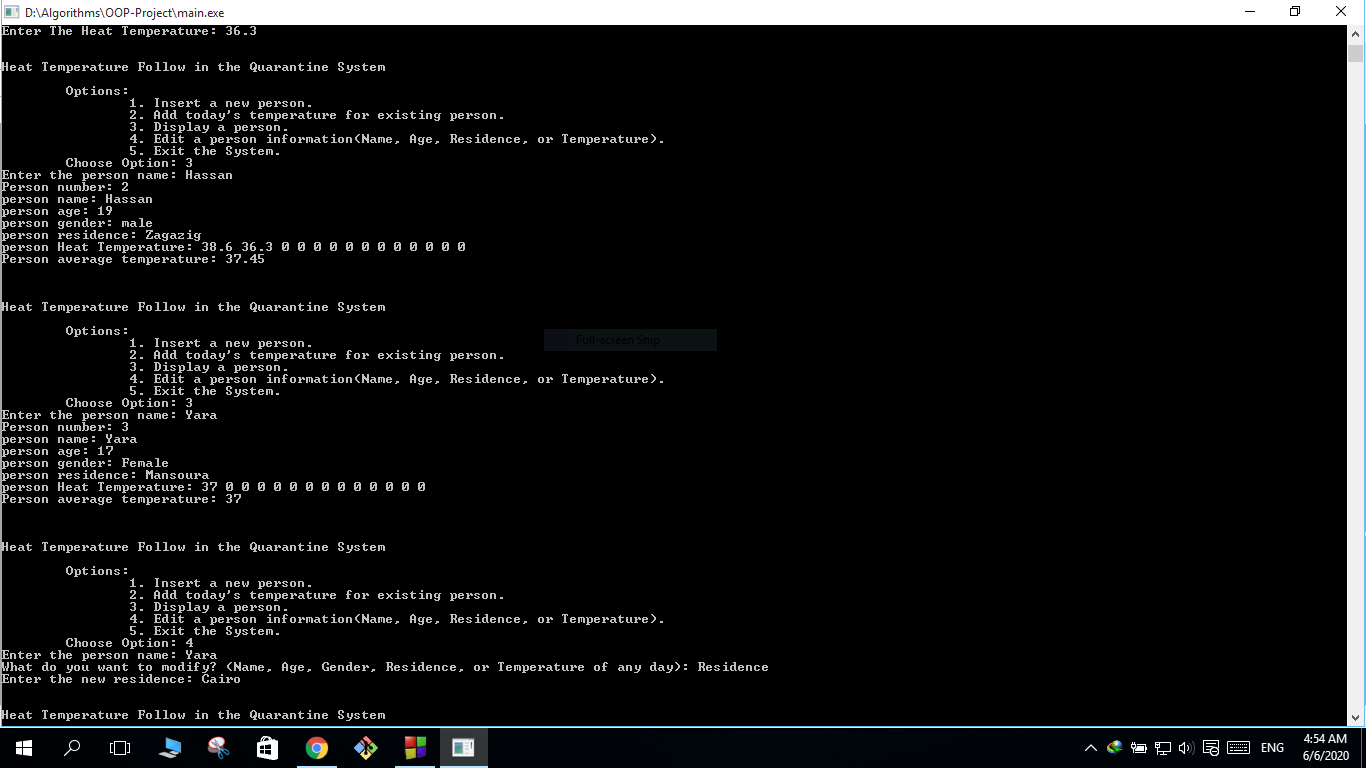 D:\Algorithms\OOP-Project\main.exe
Enter The Heat Temperature: 36.3
Heat Temperature Follow in the Quarantine System
Options:
1. Insert a new person.
2. Add today's temperature for existing person.
3. Display a person.
4. Edit a person information(Name, Age, Residence, or Temperature).
5. Exit the System.
Choose Option: 3
Enter the person name: Hassan
Person number: 2
person name: Hassan
person age: 19
person gender: male
person residence: Zagazig
person Heat Temperature: 38.6 36.3 0 0 0 0 0 0 0 0 0 0 0 0
Person average temperature: 37.45
Heat Temperature Follow in the Quarantine System
Options:
1. Insert a new person.
2. Add today's temperature for existing person.
3. Display a person.
4. Edit a person information(Name, Age, Residence, or Temperature).
5. Exit the System.
Choose Option: 3
Enter the person name: Yara
Person number: 3
person name: Yara
person age: 17
person gender: Female
person residence: Mansoura
person Heat Temperature: 37 0 0 0 0 0 0 0 0 0 0 0 0 0
Person average temperature: 37
Full-screen Snip
Heat Temperature Follow in the Quarantine System
Options:
1. Insert a new person.
2. Add today's temperature for existing person.
3. Display a person.
4. Edit a person information(Name, Age, Residence, or Temperature).
5. Exit the System.
Choose Option: 4
Enter the person name: Yara
What do you want to modify? (Name, Age, Gender, Residence, or Temperature of any day): Residence
Enter the new residence: Cairo
Heat Temperature Follow in the Quarantine System
ENG
4:54 AM
6/6/2020